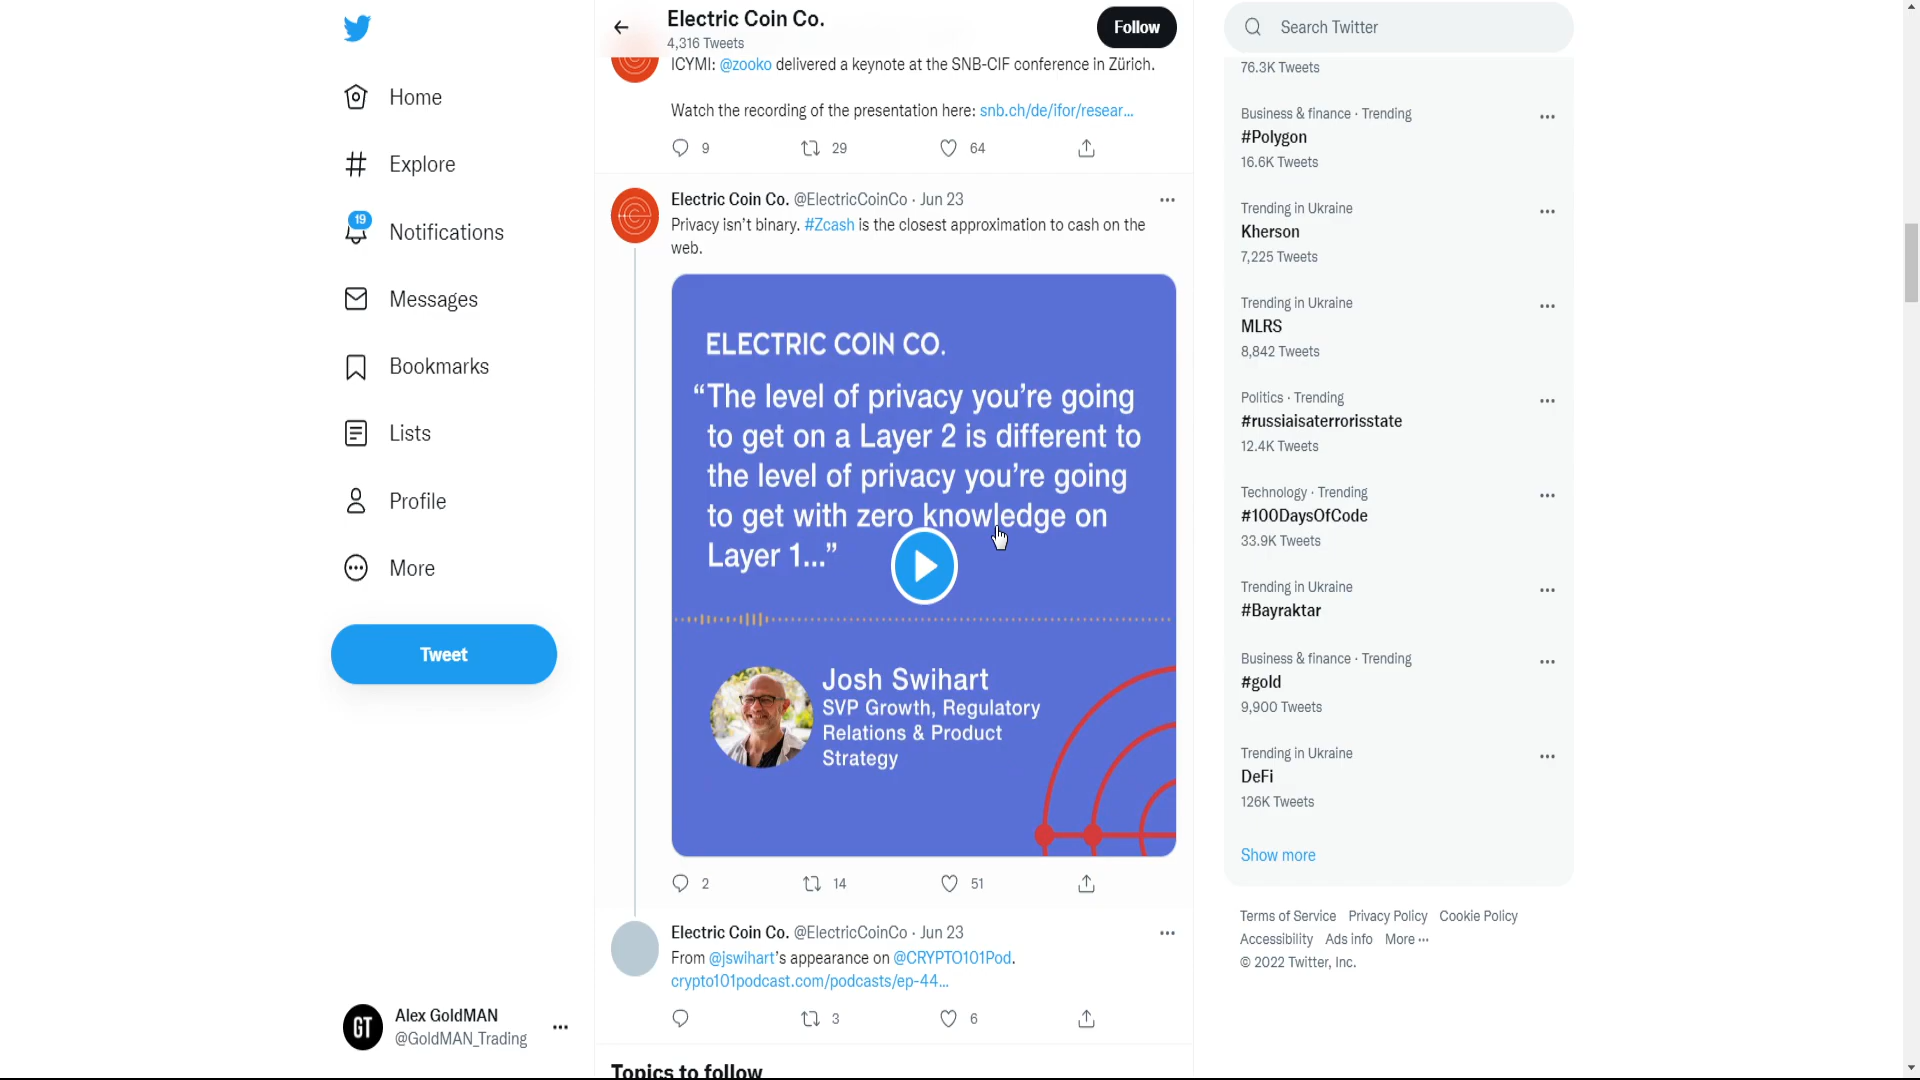 Home
Explore
19
Notifications
Messages
Bookmarks
Lists
Profile
More
Tweet
GT
Alex GoldMAN
@GoldMAN_Trading
Electric Coin Co.
4,316 Tweets
Follow
ICYMI: @zooko delivered a keynote at the SNB-CIF conference in Zürich.
Watch the recording of the presentation here: snb.ch/de/ifor/resear...
9 29 64
Electric Coin Co. @ElectricCoinCo · Jun 23
Privacy isn't binary. #Zcash is the closest approximation to cash on the
web.
ELECTRIC COIN CO.
“The level of privacy you're going
to get on a Layer 2 is different to
the level of privacy you're going
to get with zero knowledge on
Layer 1...”
Josh Swihart
SVP Growth, Regulatory
Relations & Product
Strategy
2 14 51
Electric Coin Co. @ElectricCoinCo · Jun 23
From @jswihart's appearance on @CRYPTO101Pod.
crypto101podcast.com/podcasts/ep-44...
3 6
Topics to follow
Search Twitter
76.3K Tweets
Business & finance · Trending
#Polygon
16.6K Tweets
Trending in Ukraine
Kherson
7,225 Tweets
Trending in Ukraine
MLRS
8,842 Tweets
Politics · Trending
#russiaisaterrorisstate
12.4K Tweets
Technology · Trending
#100DaysOfCode
33.9K Tweets
Trending in Ukraine
#Bayraktar
Business & finance · Trending
#gold
9,900 Tweets
Trending in Ukraine
DeFi
126K Tweets
Show more
Terms of Service Privacy Policy Cookie Policy
Accessibility Ads info More ...
© 2022 Twitter, Inc.